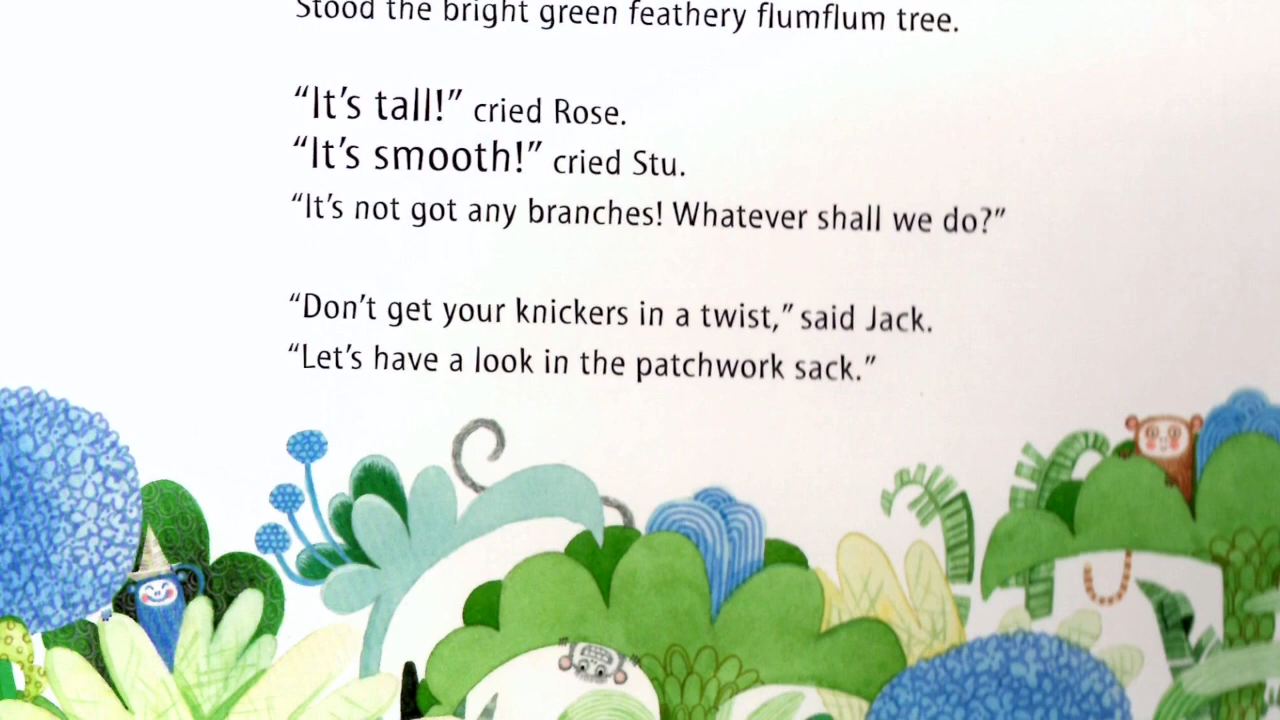 Stood the bright green feathery flumflum tree.
“It’s tall!” cried Rose.
“It’s smooth!” cried Stu.
“It’s not got any branches! Whatever shall we do?”
“Don’t get your knickers in a twist,” said Jack.
“Let’s have a look in the patchwork sack.”